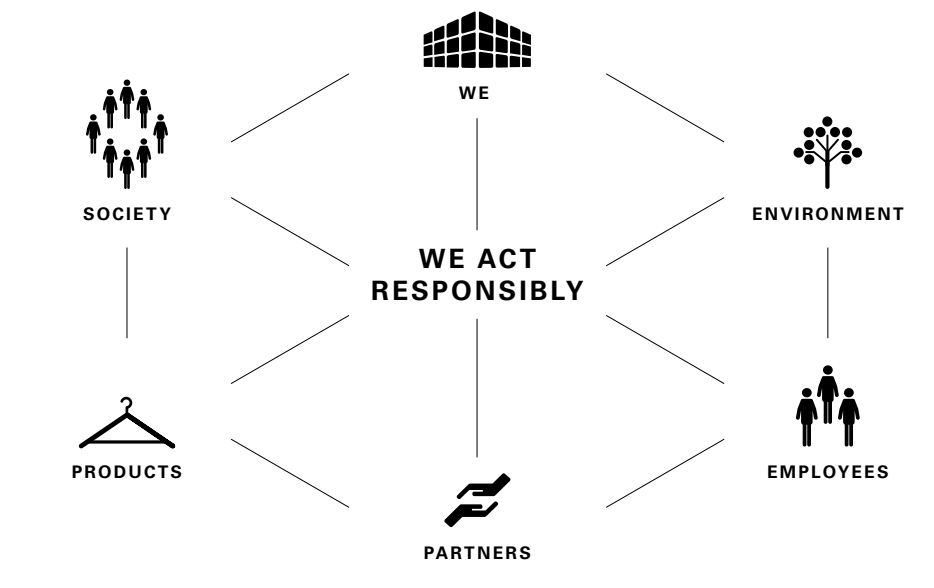 WE
SOCIETY
ENVIRONMENT
WE ACT
RESPONSIBLY
PRODUCTS
EMPLOYEES
PARTNERS